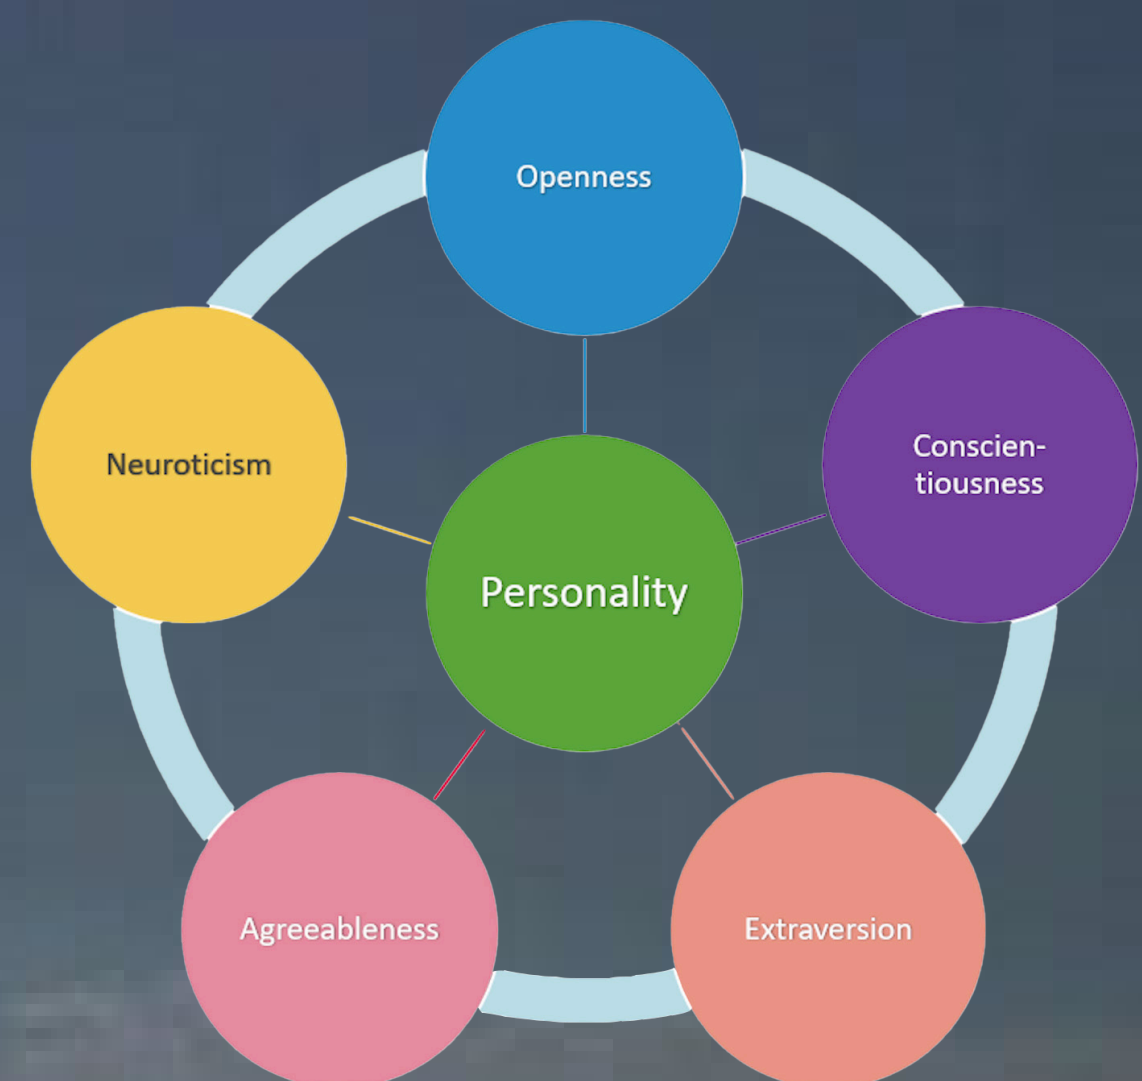 Openness
Conscien-
tiousness
Extraversion
Agreeableness
Neuroticism
Personality